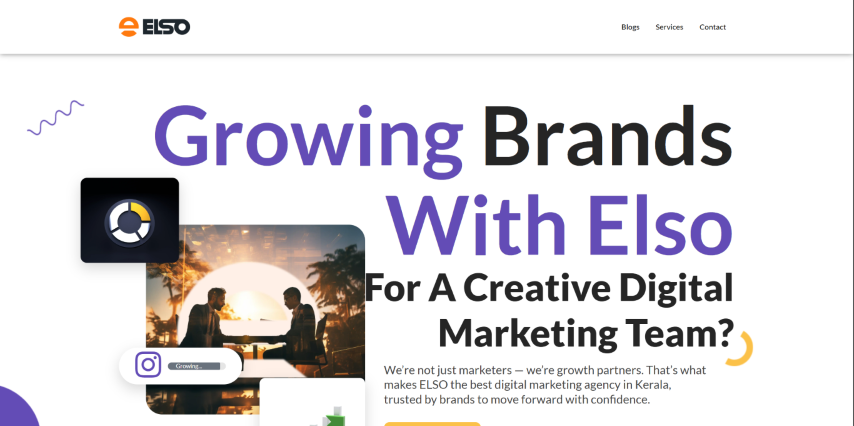 ELSO
Blogs Services Contact
Growing Brands
With Elso
For A Creative Digital
Marketing Team?
Growing...
We're not just marketers — we're growth partners. That's what
makes ELSO the best digital marketing agency in Kerala,
trusted by brands to move forward with confidence.